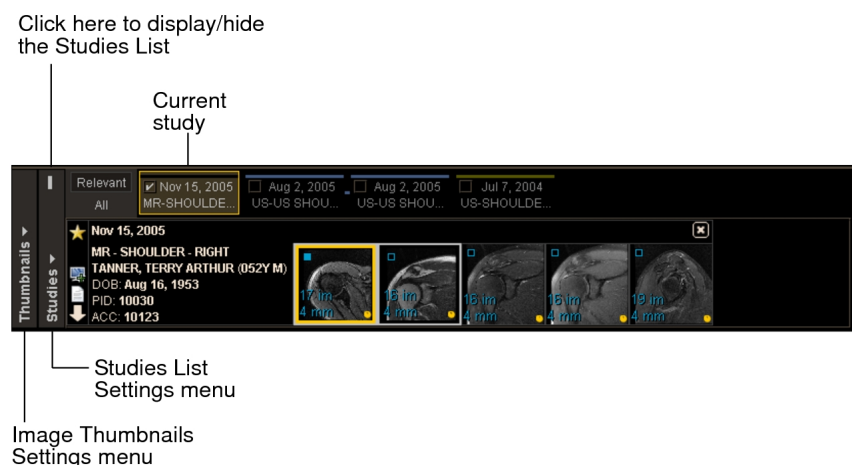 Click here to display/hide
the Studies List
Current
study
Relevant
All
Nov 15, 2005
MR-SHOULDE...
Aug 2, 2005
US-US SHOU...
Aug 2, 2005
US-US SHOU...
Jul 7, 2004
US-SHOULDE...
Thumbnails
Studies
Nov 15, 2005
MR - SHOULDER - RIGHT
TANNER, TERRY ARTHUR (052Y M)
DOB: Aug 16, 1953
PID: 10030
ACC: 10123
17 im
4 mm
16 im
4 mm
16 im
4 mm
16 im
4 mm
19 im
4 mm
Studies List
Settings menu
Image Thumbnails
Settings menu